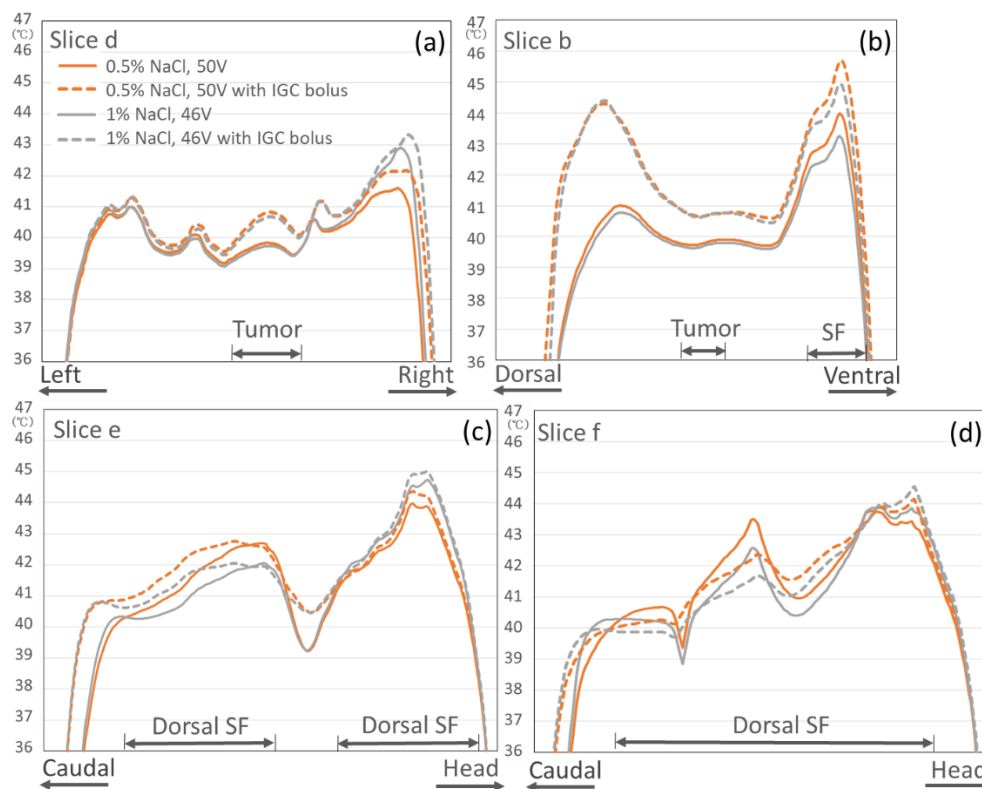 47
(℃)
46
45
44
43
42
41
40
39
38
37
36
Slice d
(a)
0.5% NaCl, 50V
0.5% NaCl, 50V with IGC bolus
1% NaCl, 46V
1% NaCl, 46V with IGC bolus
Tumor
Left
Right
47
(℃)
46
45
44
43
42
41
40
39
38
37
36
Slice b
(b)
Tumor
SF
Dorsal
Ventral
47
(℃)
46
45
44
43
42
41
40
39
38
37
36
Slice e
(c)
Dorsal SF
Dorsal SF
Caudal
Head
47
(℃)
46
45
44
43
42
41
40
39
38
37
36
Slice f
(d)
Dorsal SF
Caudal
Head